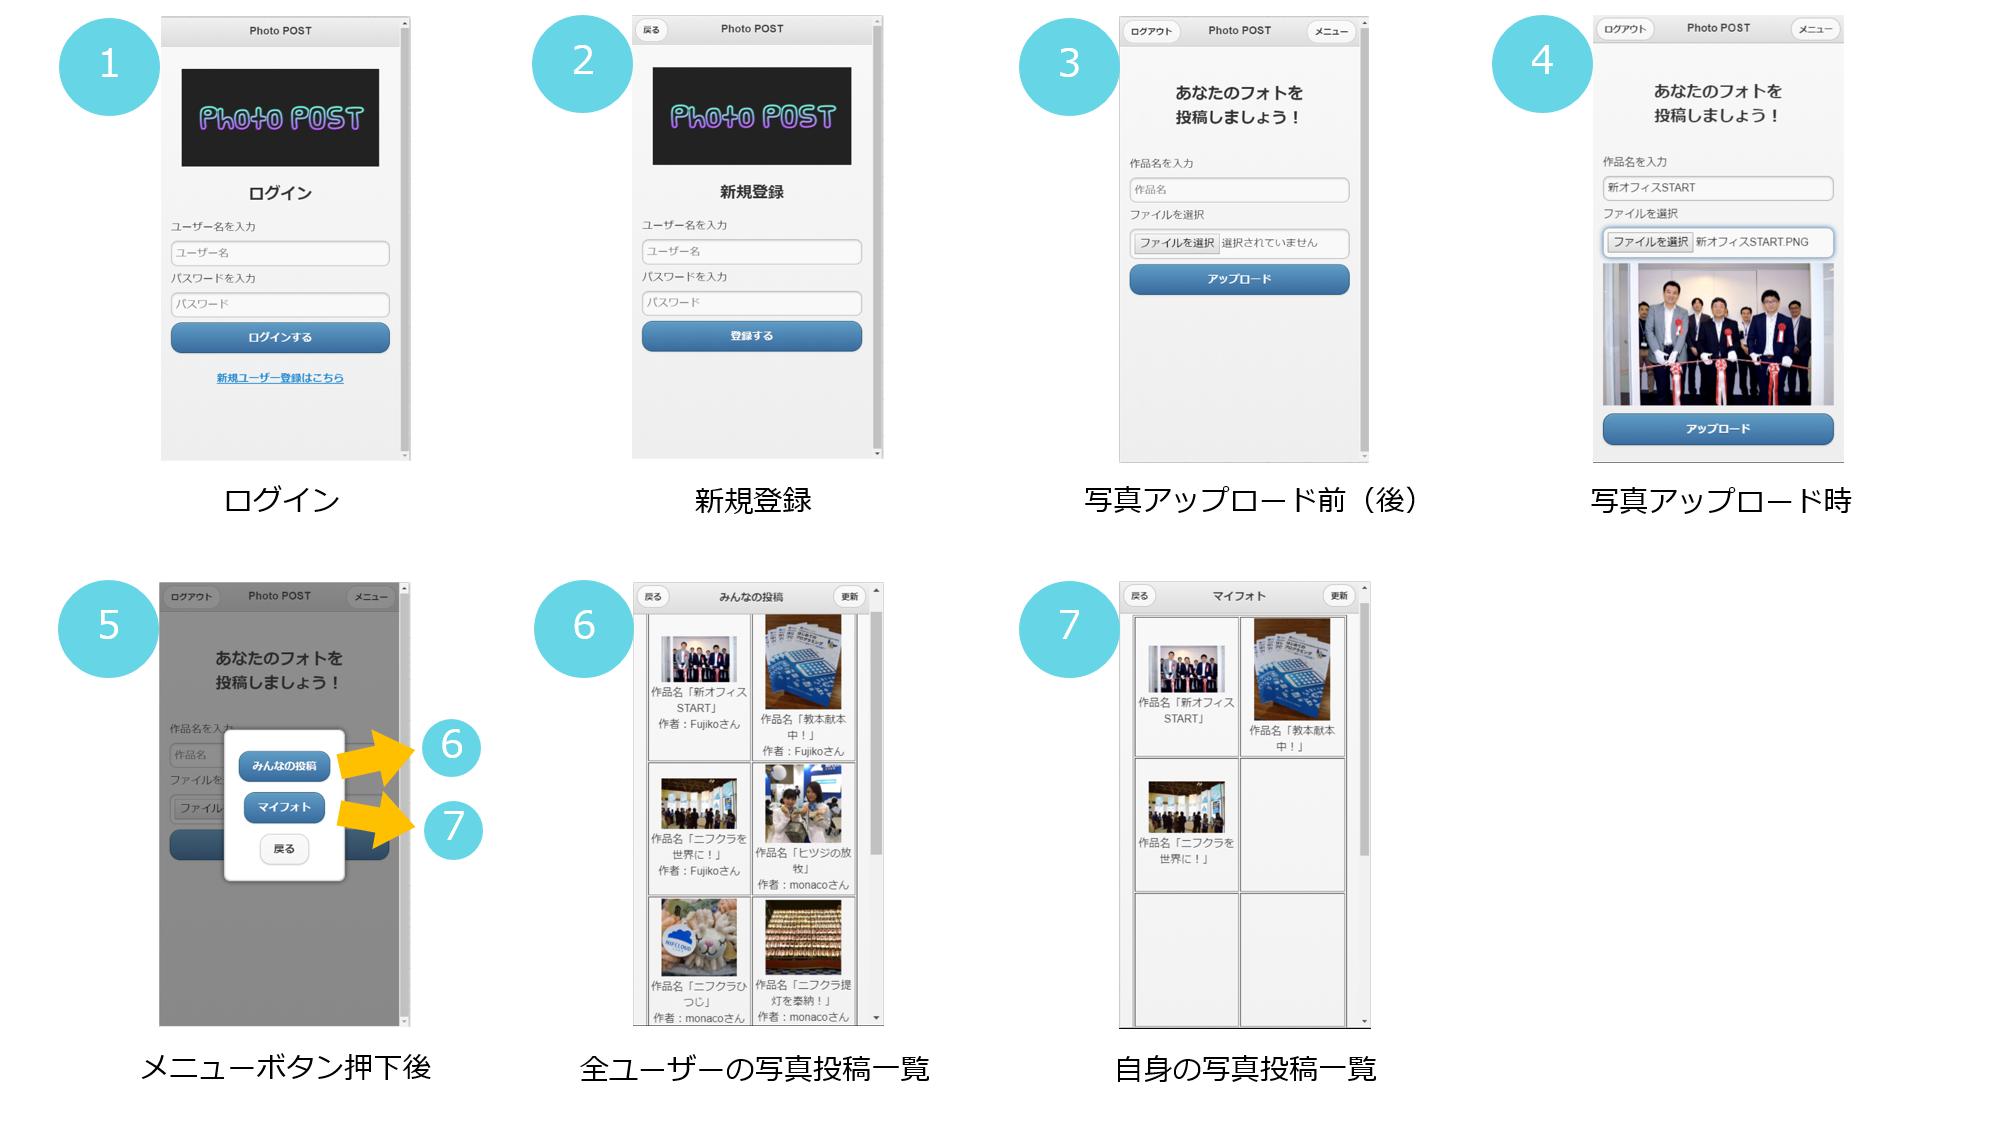 1
Photo POST
Photo POST
ログイン
ユーザー名を入力
ユーザー名
パスワードを入力
パスワード
ログインする
新規ユーザー登録はこちら
ログイン
2
戻る
Photo POST
Photo POST
新規登録
ユーザー名を入力
ユーザー名
パスワードを入力
パスワード
登録する
新規登録
3
ログアウト
Photo POST
メニュー
あなたのフォトを
投稿しましょう！
作品名を入力
作品名
ファイルを選択
ファイルを選択 選択されていません
アップロード
写真アップロード前（後）
4
ログアウト
Photo POST
メニュー
あなたのフォトを
投稿しましょう！
作品名を入力
新オフィスSTART
ファイルを選択
ファイルを選択 新オフィスSTART.PNG
アップロード
写真アップロード時
5
ログアウト
Photo POST
メニュー
あなたのフォトを
投稿しましょう！
作品名を入力
作品名
ファイルを
ファイル
みんなの投稿
マイフォト
戻る
6
7
メニューボタン押下後
6
戻る
みんなの投稿
更新
作品名「新オフィス
START」
作者：Fujikoさん
作品名「教本献本
中！」
作者：Fujikoさん
作品名「ニフクラを
世界に！」
作者：Fujikoさん
作品名「ヒツジの放
牧」
作者：monacoさん
NIFCLOUD
作品名「ニフクラひ
つじ」
作者：monacoさん
作品名「ニフクラ提
灯を奉納！」
作者：monacoさん
全ユーザーの写真投稿一覧
7
戻る
マイフォト
更新
作品名「新オフィス
START」
作品名「教本献本
中！」
作品名「ニフクラを
世界に！」
自身の写真投稿一覧